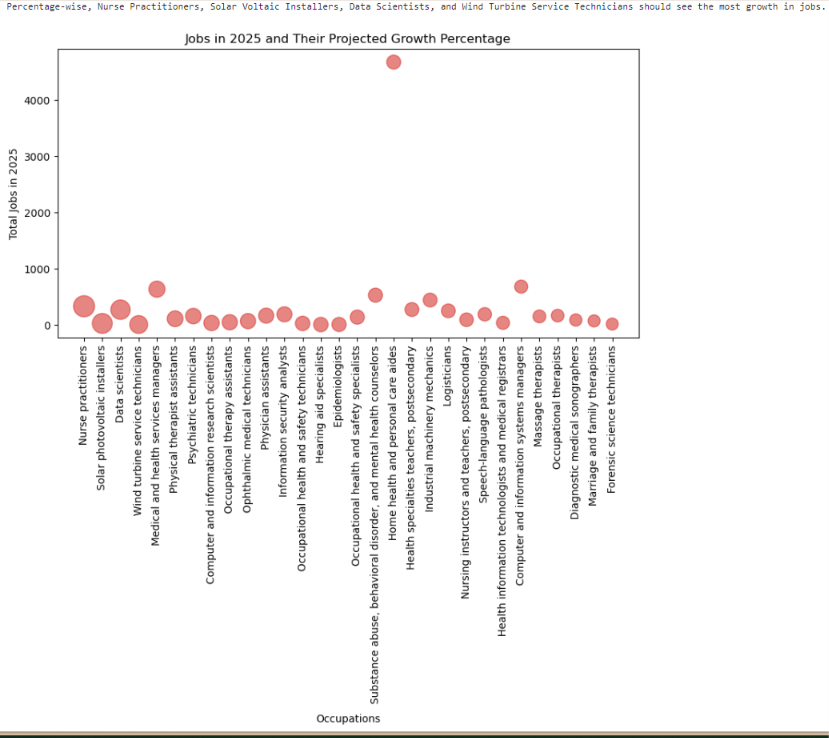 Percentage-wise, Nurse Practitioners, Solar Voltaic Installers, Data Scientists, and Wind Turbine Service Technicians should see the most growth in jobs.
Jobs in 2025 and Their Projected Growth Percentage
Total Jobs in 2025
4000
3000
2000
1000
0
Nurse practitioners
Solar photovoltaic installers
Data scientists
Wind turbine service technicians
Medical and health services managers
Physical therapist assistants
Psychiatric technicians
Computer and information research scientists
Occupational therapy assistants
Ophthalmic medical technicians
Physician assistants
Information security analysts
Occupational health and safety technicians
Hearing aid specialists
Epidemiologists
Occupational health and safety specialists
Substance abuse, behavioral disorder, and mental health counselors
Home health and personal care aides
Health specialties teachers, postsecondary
Industrial machinery mechanics
Logisticians
Nursing instructors and teachers, postsecondary
Speech-language pathologists
Health information technologists and medical registrars
Computer and information systems managers
Massage therapists
Occupational therapists
Diagnostic medical sonographers
Marriage and family therapists
Forensic science technicians
Occupations